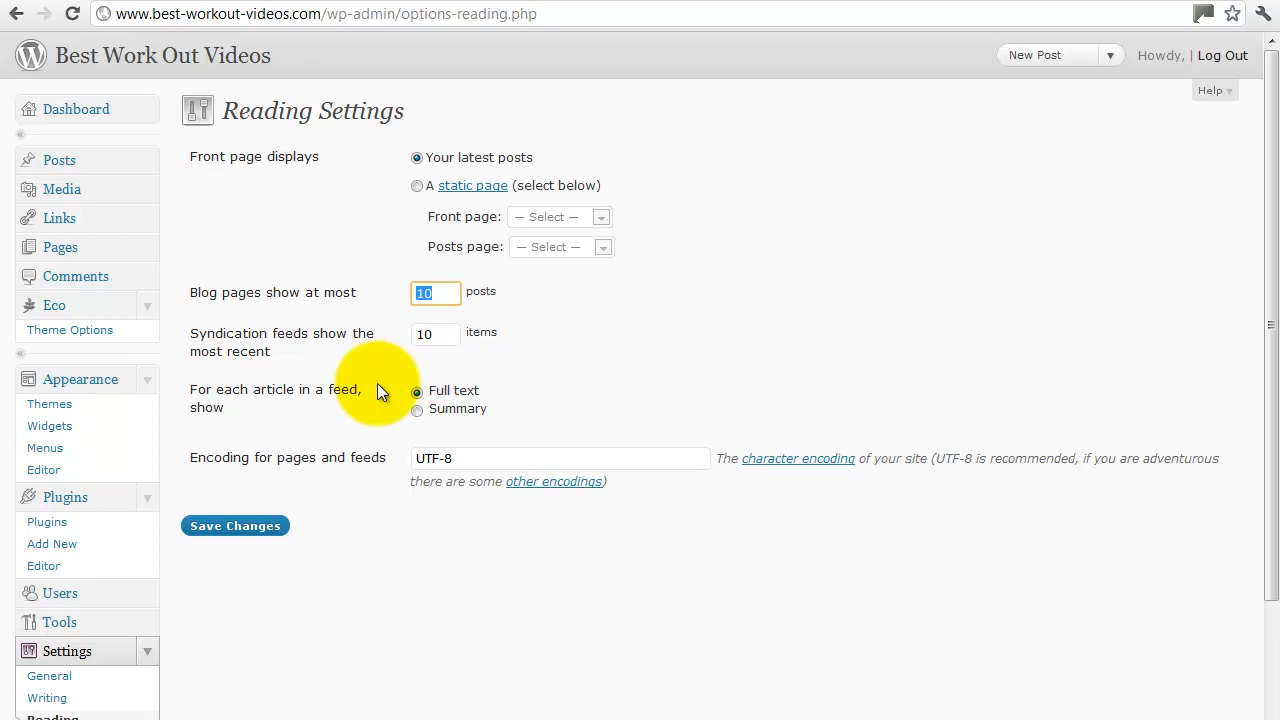 www.best-workout-videos.com/wp-admin/options-reading.php
Best Work Out Videos
New Post
Howdy, | Log Out
Help
Dashboard
Posts
Media
Links
Pages
Comments
Eco
Theme Options
Appearance
Themes
Widgets
Menus
Editor
Plugins
Plugins
Add New
Editor
Users
Tools
Settings
General
Writing
Reading
Reading Settings
Front page displays
Your latest posts
A static page (select below)
Front page: — Select —
Posts page: — Select —
Blog pages show at most
10 posts
Syndication feeds show the
most recent
10 items
For each article in a feed,
show
Full text
Summary
Encoding for pages and feeds
UTF-8
The character encoding of your site (UTF-8 is recommended, if you are adventurous
there are some other encodings)
Save Changes